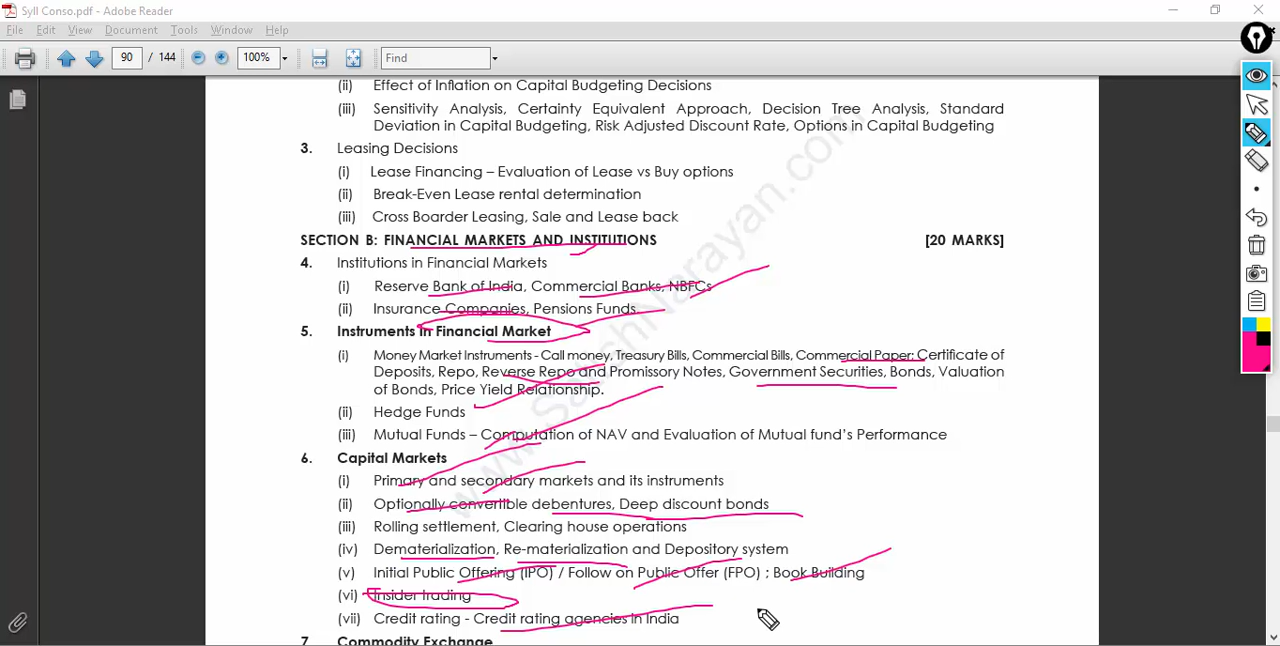 Syll Conso.pdf - Adobe Reader
File Edit View Document Tools Window Help
90 / 144 100% Find
(ii) Effect of Inflation on Capital Budgeting Decisions
(iii) Sensitivity Analysis, Certainty Equivalent Approach, Decision Tree Analysis, Standard
Deviation in Capital Budgeting, Risk Adjusted Discount Rate, Options in Capital Budgeting
3. Leasing Decisions
(i) Lease Financing – Evaluation of Lease vs Buy options
(ii) Break-Even Lease rental determination
(iii) Cross Boarder Leasing, Sale and Lease back
SECTION B: FINANCIAL MARKETS AND INSTITUTIONS [20 MARKS]
4. Institutions in Financial Markets
(i) Reserve Bank of India, Commercial Banks, NBFCs
(ii) Insurance Companies, Pensions Funds.
5. Instruments in Financial Market
(i) Money Market Instruments - Call money, Treasury Bills, Commercial Bills, Commercial Paper; Certificate of
Deposits, Repo, Reverse Repo and Promissory Notes, Government Securities, Bonds, Valuation
of Bonds, Price Yield Relationship.
(ii) Hedge Funds
(iii) Mutual Funds – Computation of NAV and Evaluation of Mutual fund's Performance
6. Capital Markets
(i) Primary and secondary markets and its instruments
(ii) Optionally convertible debentures, Deep discount bonds
(iii) Rolling settlement, Clearing house operations
(iv) Dematerialization, Re-materialization and Depository system
(v) Initial Public Offering (IPO) / Follow on Public Offer (FPO) ; Book Building
(vi) Insider trading
(vii) Credit rating - Credit rating agencies in India
7 Commodity Exchange